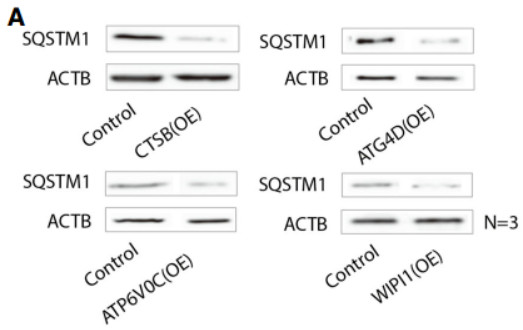 A
SQSTM1
ACTB
Control
CTSB(OE)
SQSTM1
ACTB
Control
ATG4D(OE)
SQSTM1
ACTB
Control
ATP6V0C(OE)
SQSTM1
ACTB
N=3
Control
WIPI1(OE)